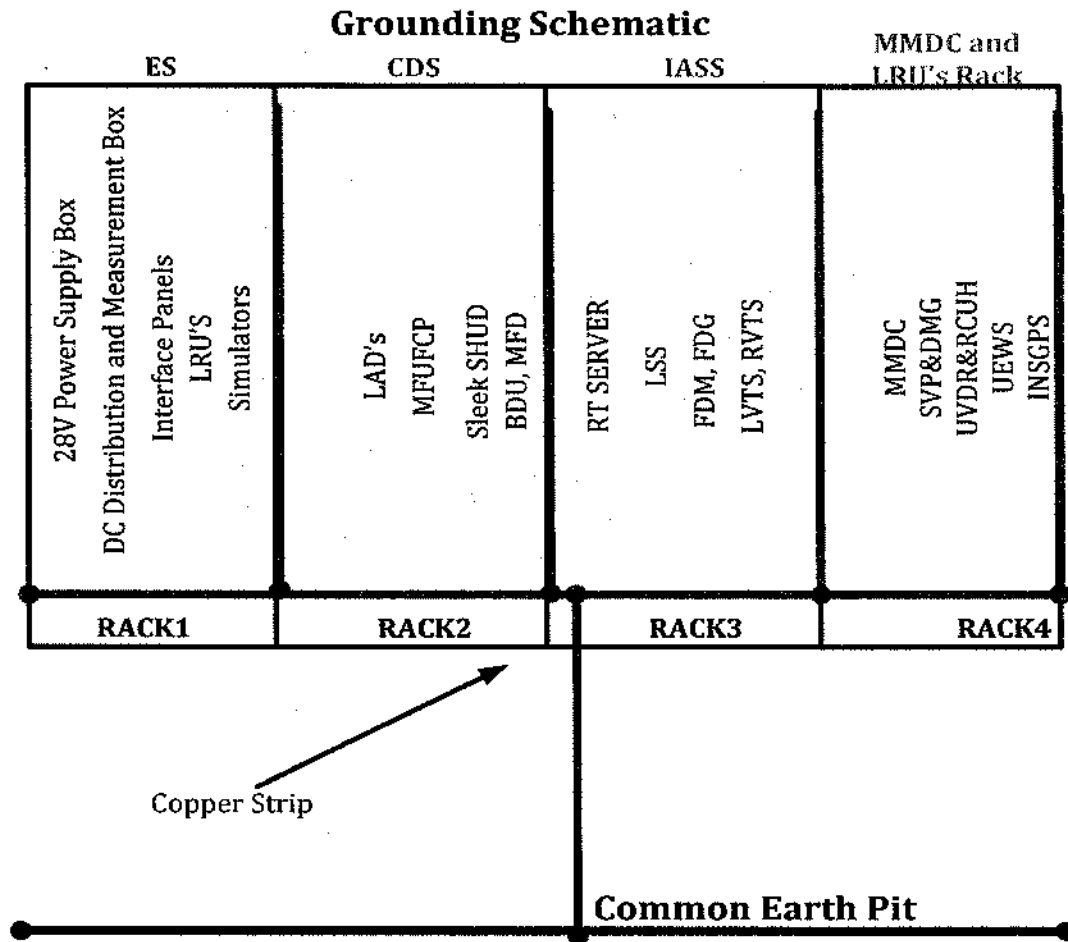 Grounding Schematic
ES
CDS
IASS
MMDC and
LRU's Rack
28V Power Supply Box
DC Distribution and Measurement Box
Interface Panels
LRU'S
Simulators
LAD's
MFUFCP
Sleek SHUD
BDU, MFD
RT SERVER
LSS
FDM, FDG
LVTS, RVTS
MMDC
SVP&DMG
UVDR&RCUH
UEWS
INSGPS
RACK1
RACK2
RACK3
RACK4
Copper Strip
Common Earth Pit